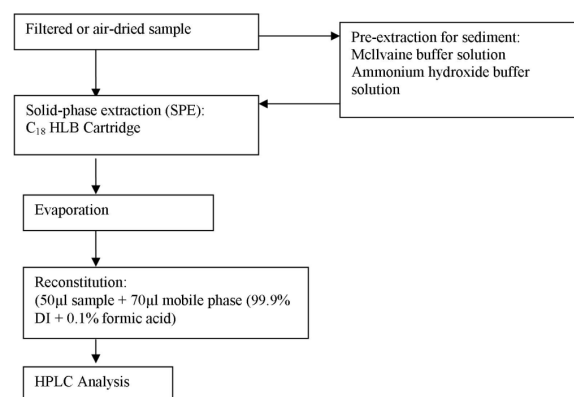 Filtered or air-dried sample
Pre-extraction for sediment:
McIlvaine buffer solution
Ammonium hydroxide buffer
solution
Solid-phase extraction (SPE):
C₁₈ HLB Cartridge
Evaporation
Reconstitution:
(50µl sample + 70µl mobile phase (99.9%
DI + 0.1% formic acid)
HPLC Analysis